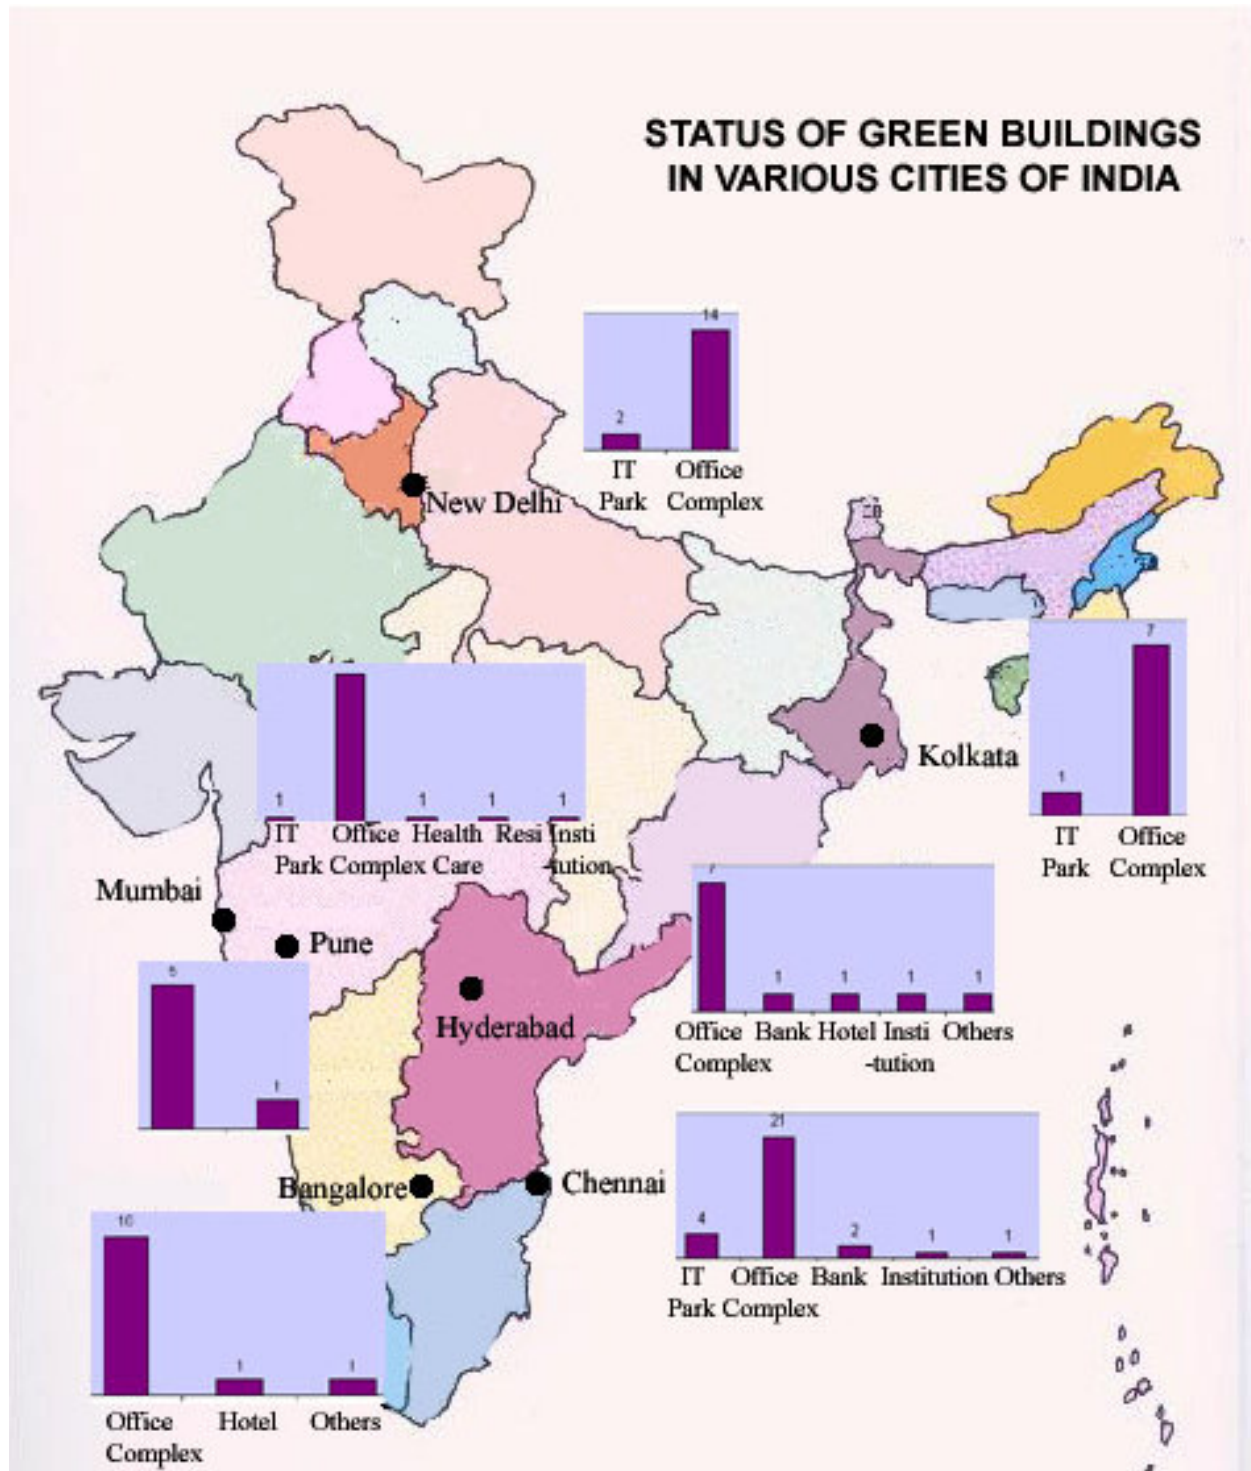 STATUS OF GREEN BUILDINGS
IN VARIOUS CITIES OF INDIA
14
2
IT Office
Park Complex
New Delhi
7
1
IT Office
Park Complex
Kolkata
1 1 1 1
IT Office Health Resi Insti
Park Complex Care -tution
Mumbai
Pune
1
7
1 1 1 1
Office Bank Hotel Insti Others
Complex -tution
Hyderabad
Chennai
21
4 2 1 1
IT Office Bank Institution Others
Park Complex
Bangalore
1 1
Office Hotel Others
Complex